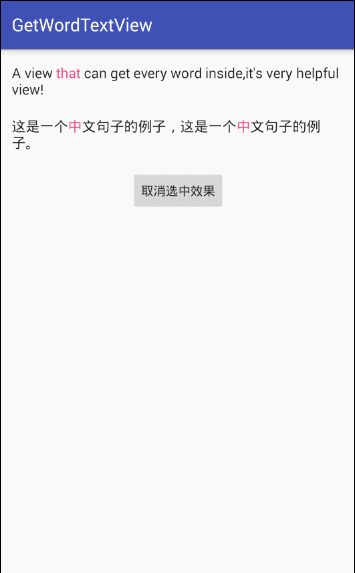 GetWordTextView
A view that can get every word inside,it's very helpful
view!
这是一个中文句子的例子，这是一个中文句子的例
子。
取消选中效果